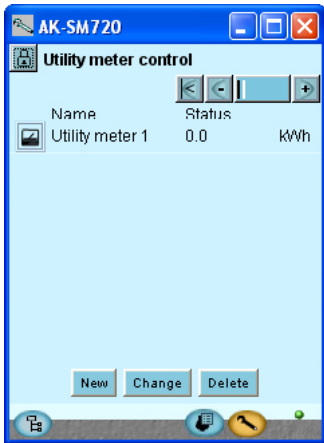 AK-SM720
Utility meter control
Name Status
Utility meter 1 0.0 kWh
New Change Delete